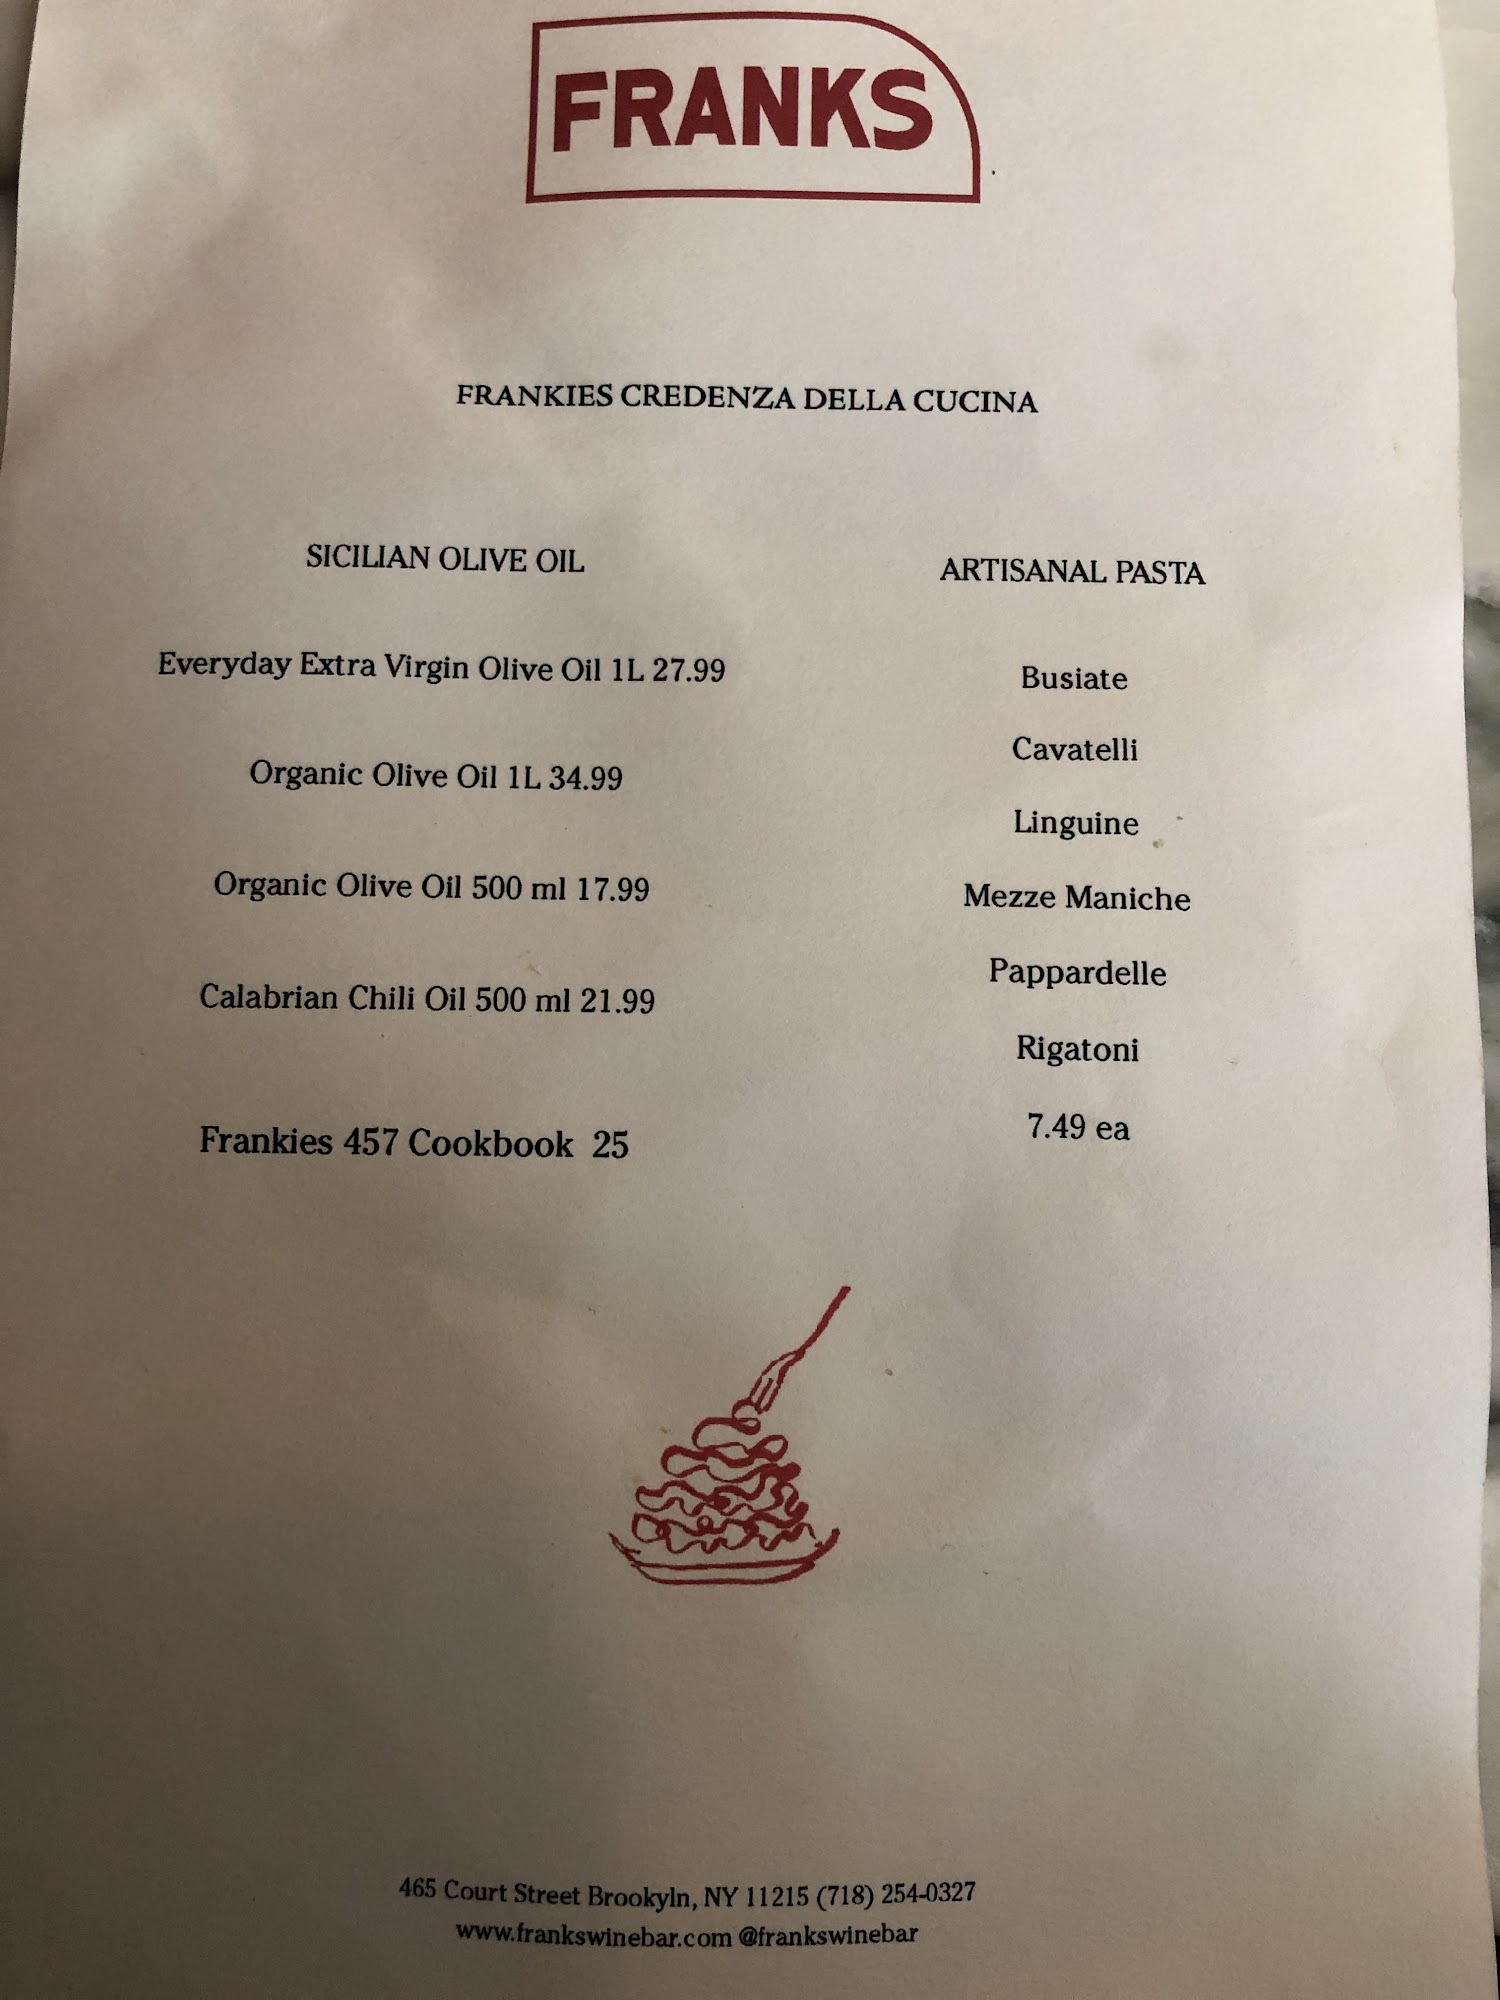 FRANKS
FRANKIES CREDENZA DELLA CUCINA
SICILIAN OLIVE OIL
Everyday Extra Virgin Olive Oil 1L 27.99
Organic Olive Oil 1L 34.99
Organic Olive Oil 500 ml 17.99
Calabrian Chili Oil 500 ml 21.99
Frankies 457 Cookbook 25
ARTISANAL PASTA
Busiate
Cavatelli
Linguine
Mezze Maniche
Pappardelle
Rigatoni
7.49 ea
465 Court Street Brookyln, NY 11215 (718) 254-0327
www.frankswinebar.com @frankswinebar